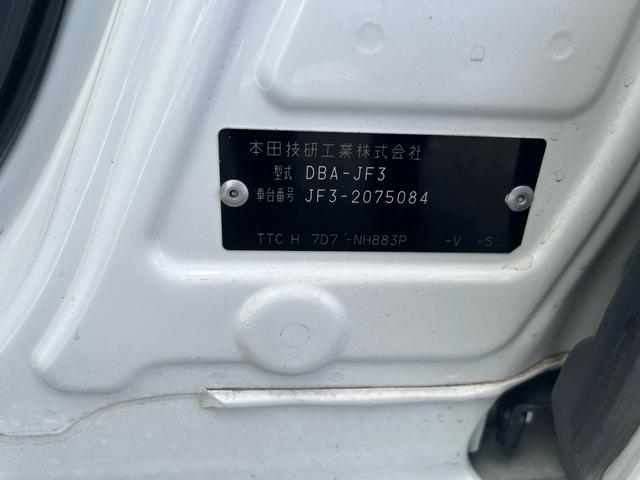 本田技研工業株式会社
型式 DBA-JF3
車台番号 JF3-2075084
TTC H 7D7 -NH883P -V -S